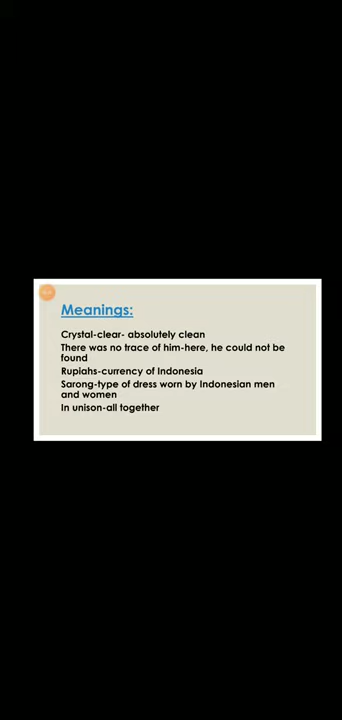 Meanings:
Crystal-clear- absolutely clean
There was no trace of him-here, he could not be
found
Rupiahs-currency of Indonesia
Sarong-type of dress worn by Indonesian men
and women
In unison-all together